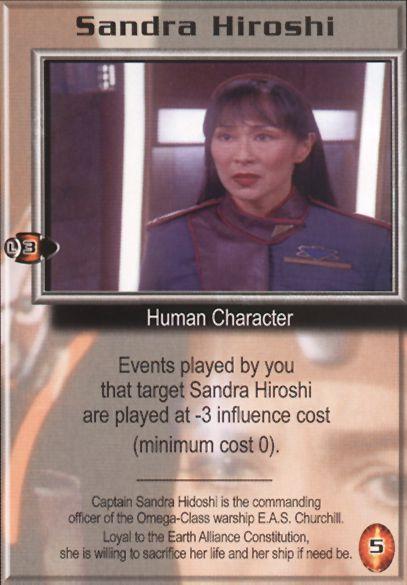 Sandra Hiroshi
L 3
Human Character
Events played by you
that target Sandra Hiroshi
are played at -3 influence cost
(minimum cost 0).
Captain Sandra Hidoshi is the commanding
officer of the Omega-Class warship E.A.S. Churchill.
Loyal to the Earth Alliance Constitution,
she is willing to sacrifice her life and her ship if need be.
5